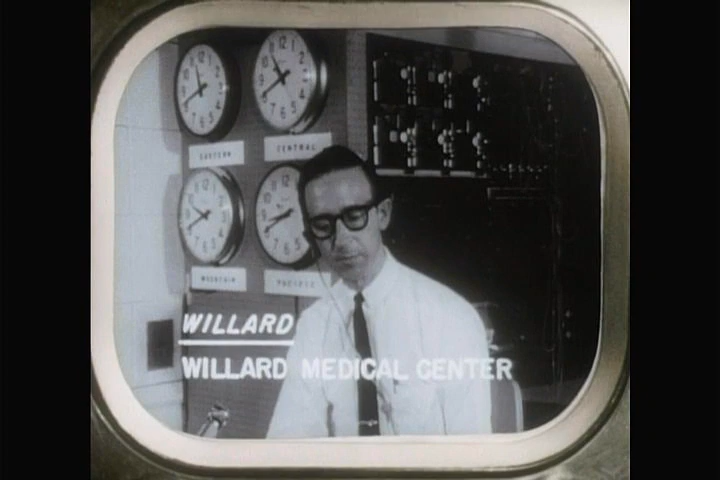 EASTERN
CENTRAL
MOUNTAIN
PACIFIC
WILLARD
WILLARD MEDICAL CENTER